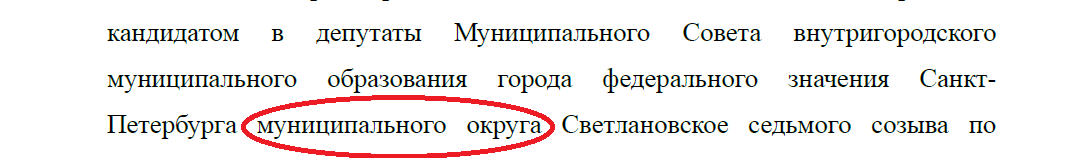 кандидатом в депутаты Муниципального Совета внутригородского
муниципального образования города федерального значения Санкт-
Петербурга муниципального округа Светлановское седьмого созыва по